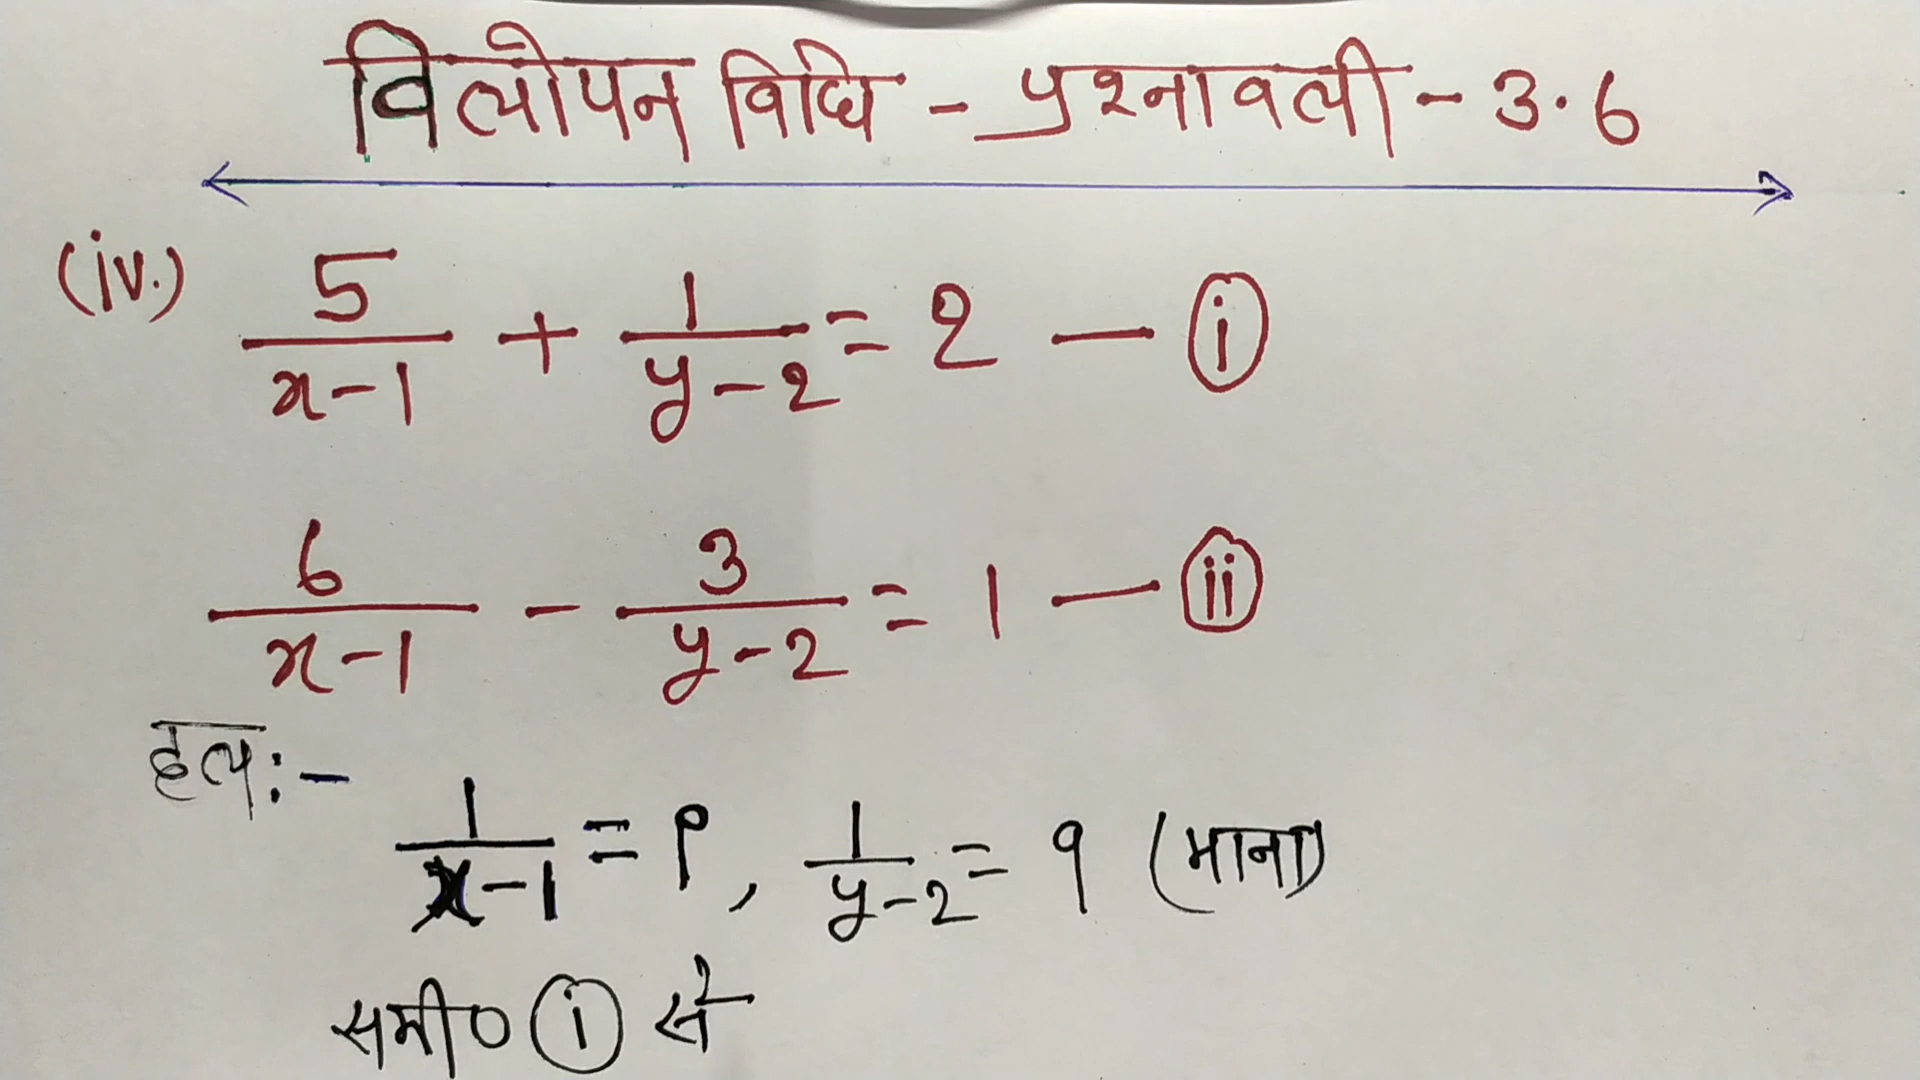 विलोपन विधि - प्रश्नावली - 3.6
(iv.) 5/(x-1) + 1/(y-2) = 2 — (i)
6/(x-1) - 3/(y-2) = 1 — (ii)
हल:-
1/(x-1) = p, 1/(y-2) = q (माना)
समी० (i) से